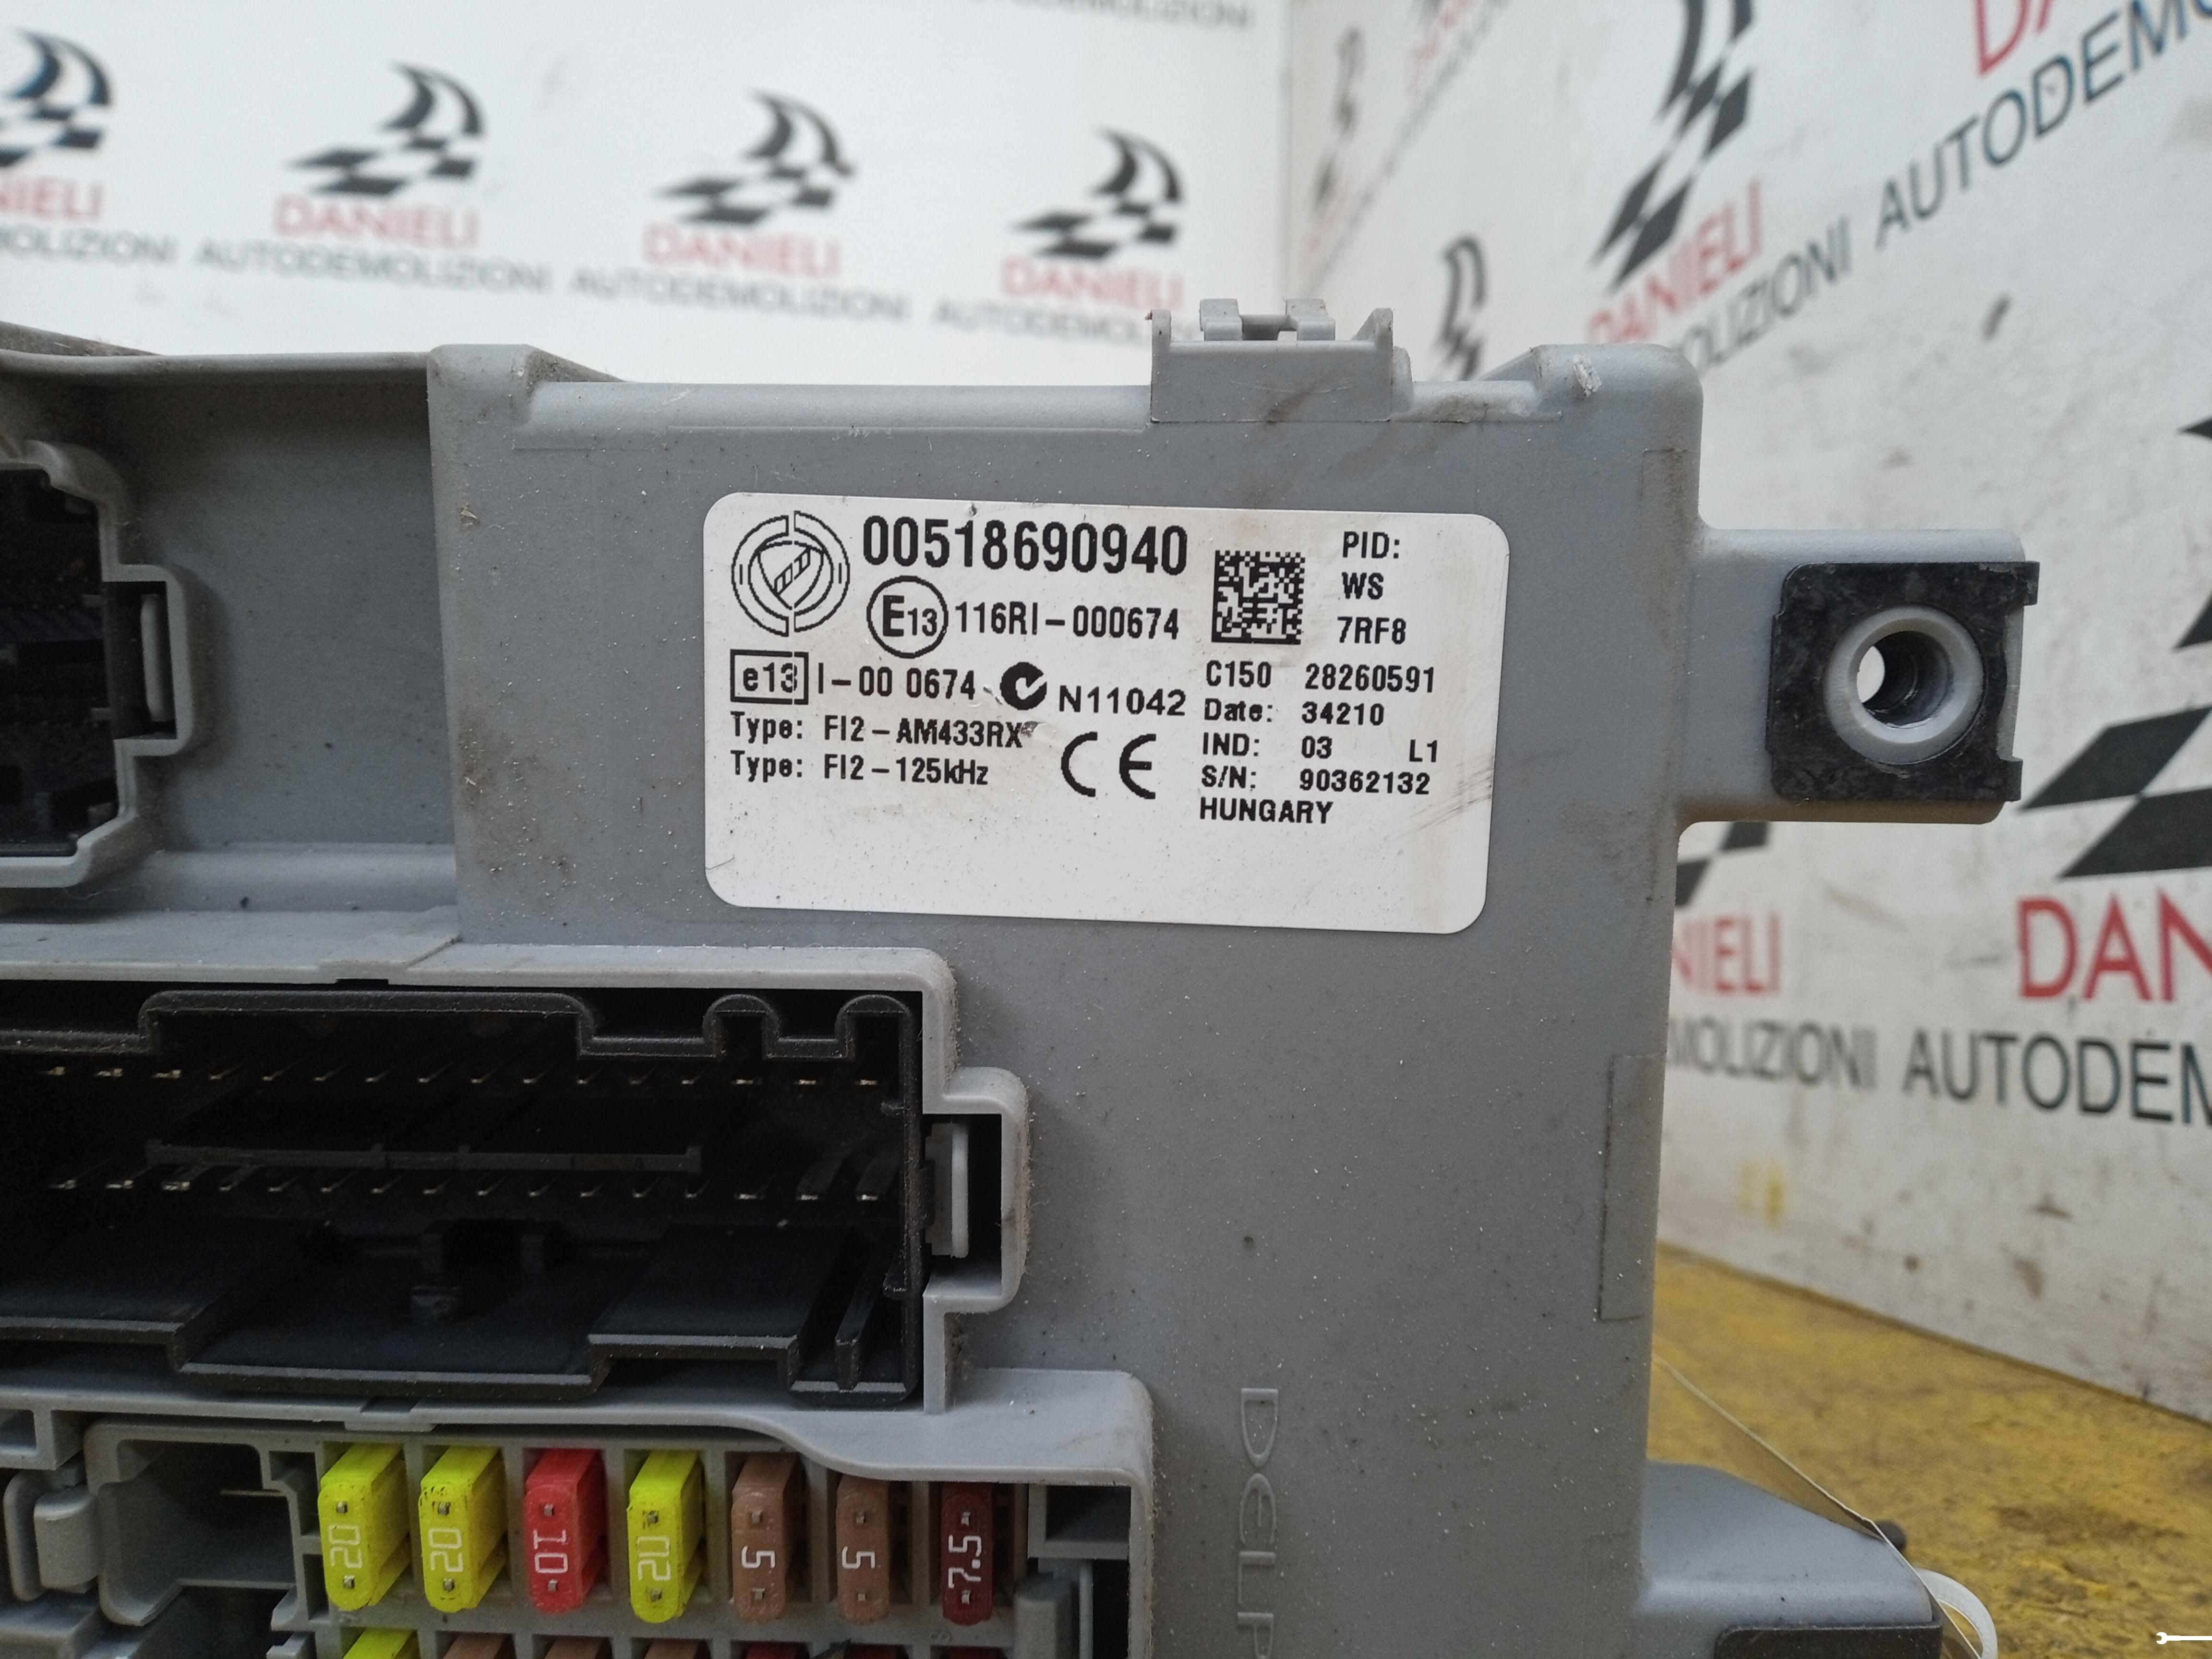 AUTODEMOLIZIONI
DANIELI
AUTODEMOLIZIONI
DANIELI
AUTODEMOLIZIONI
DANIELI
DANIELI
00518690940
E13 116RI-000674
e13 I-00 0674 N11042
Type: FI2-AM433RX
Type: FI2-125kHz
CE
PID:
WS
7RF8
C150 28260591
Date: 34210
IND: 03 L1
S/N: 90362132
HUNGARY
DANIELI
AUTODEM
DELP
20
20
10
20
5
5
7.5